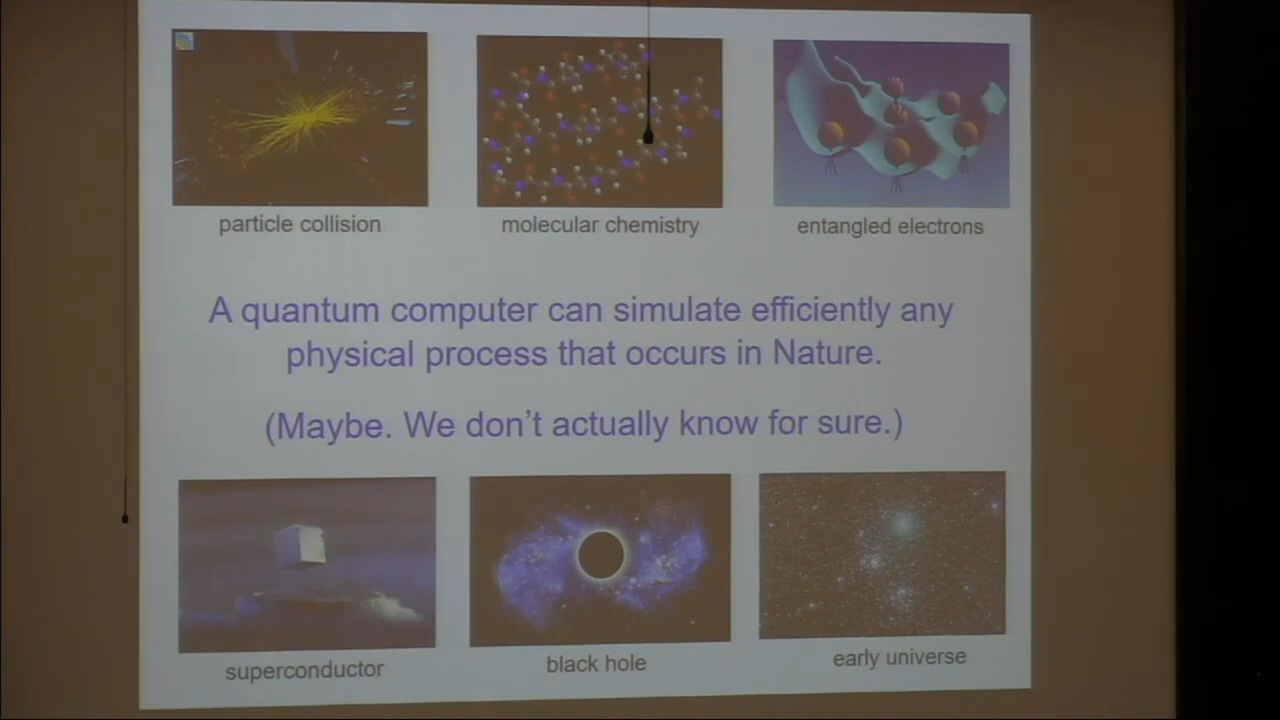 particle collision
molecular chemistry
entangled electrons
A quantum computer can simulate efficiently any
physical process that occurs in Nature.
(Maybe. We don't actually know for sure.)
superconductor
black hole
early universe